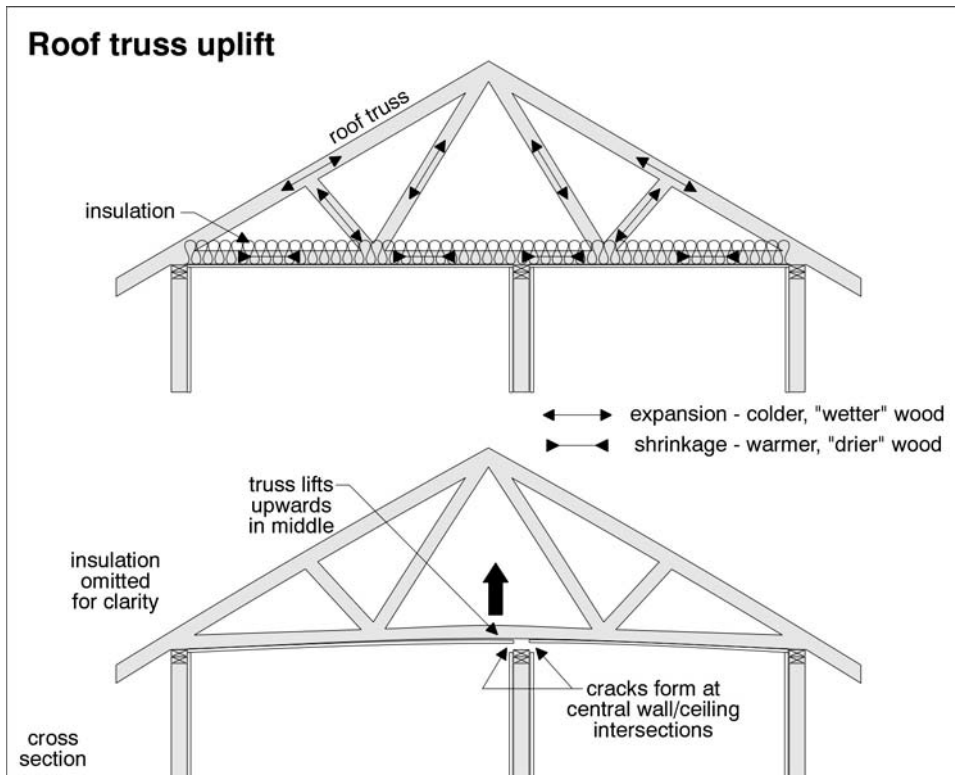 Roof truss uplift
roof truss
insulation
expansion - colder, "wetter" wood
shrinkage - warmer, "drier" wood
truss lifts
upwards
in middle
insulation
omitted
for clarity
cracks form at
central wall/ceiling
intersections
cross
section